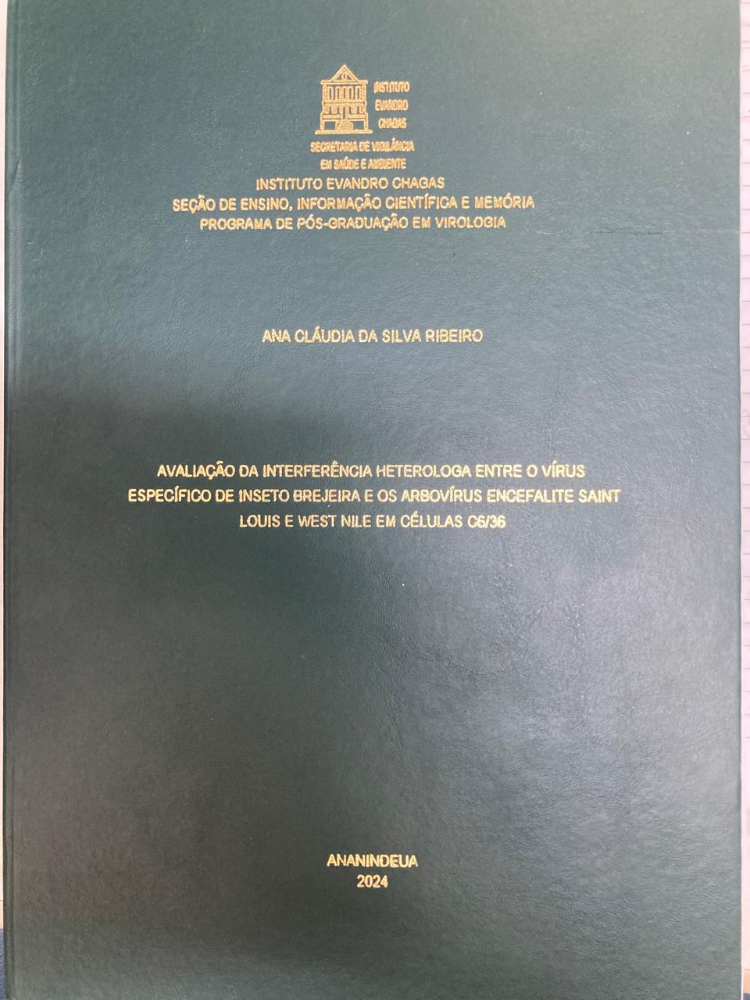 INSTITUTO
EVANDRO
CHAGAS
SECRETARIA DE VIGILÂNCIA
EM SAÚDE E AMBIENTE
INSTITUTO EVANDRO CHAGAS
SEÇÃO DE ENSINO, INFORMAÇÃO CIENTÍFICA E MEMÓRIA
PROGRAMA DE PÓS-GRADUAÇÃO EM VIROLOGIA
ANA CLÁUDIA DA SILVA RIBEIRO
AVALIAÇÃO DA INTERFERÊNCIA HETEROLOGA ENTRE O VÍRUS
ESPECÍFICO DE INSETO BREJEIRA E OS ARBOVÍRUS ENCEFALITE SAINT
LOUIS E WEST NILE EM CÉLULAS C6/36
ANANINDEUA
2024